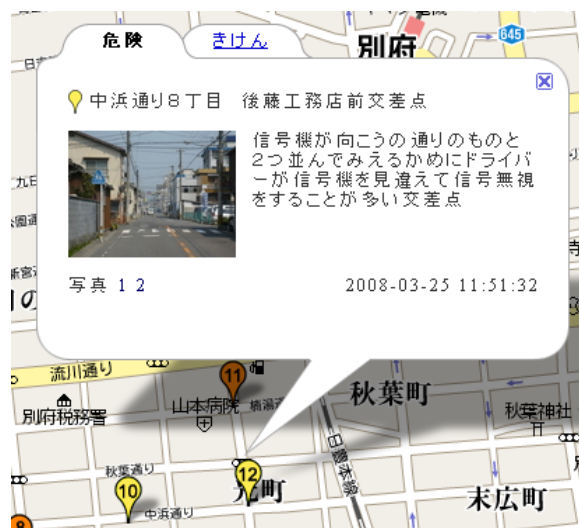 危険
きけん
別府
645
中浜通り8丁目 後藤工務店前交差点
信号機が向こうの通りのものと
2つ並んでみえるかめにドライバ
ーが信号機を見違えて信号無視
をすることが多い交差点
写真 1 2
2008-03-25 11:51:32
流川通り
11
別府税務署
山本病院
秋葉町
秋葉神社
日豊本線
秋葉通り
12
元町
10
中浜通り
末広町